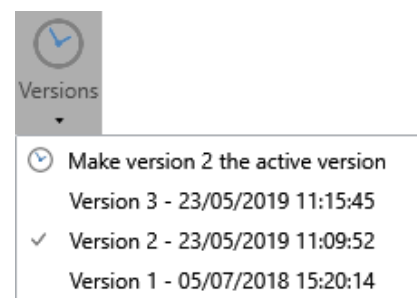 Versions
Make version 2 the active version
Version 3 - 23/05/2019 11:15:45
Version 2 - 23/05/2019 11:09:52
Version 1 - 05/07/2018 15:20:14